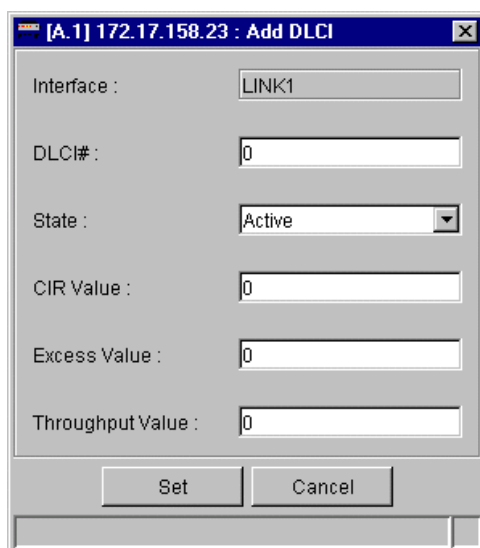 [A.1] 172.17.158.23 : Add DLCI
Interface : LINK1
DLCI# : 0
State : Active
CIR Value : 0
Excess Value : 0
Throughput Value : 0
Set Cancel